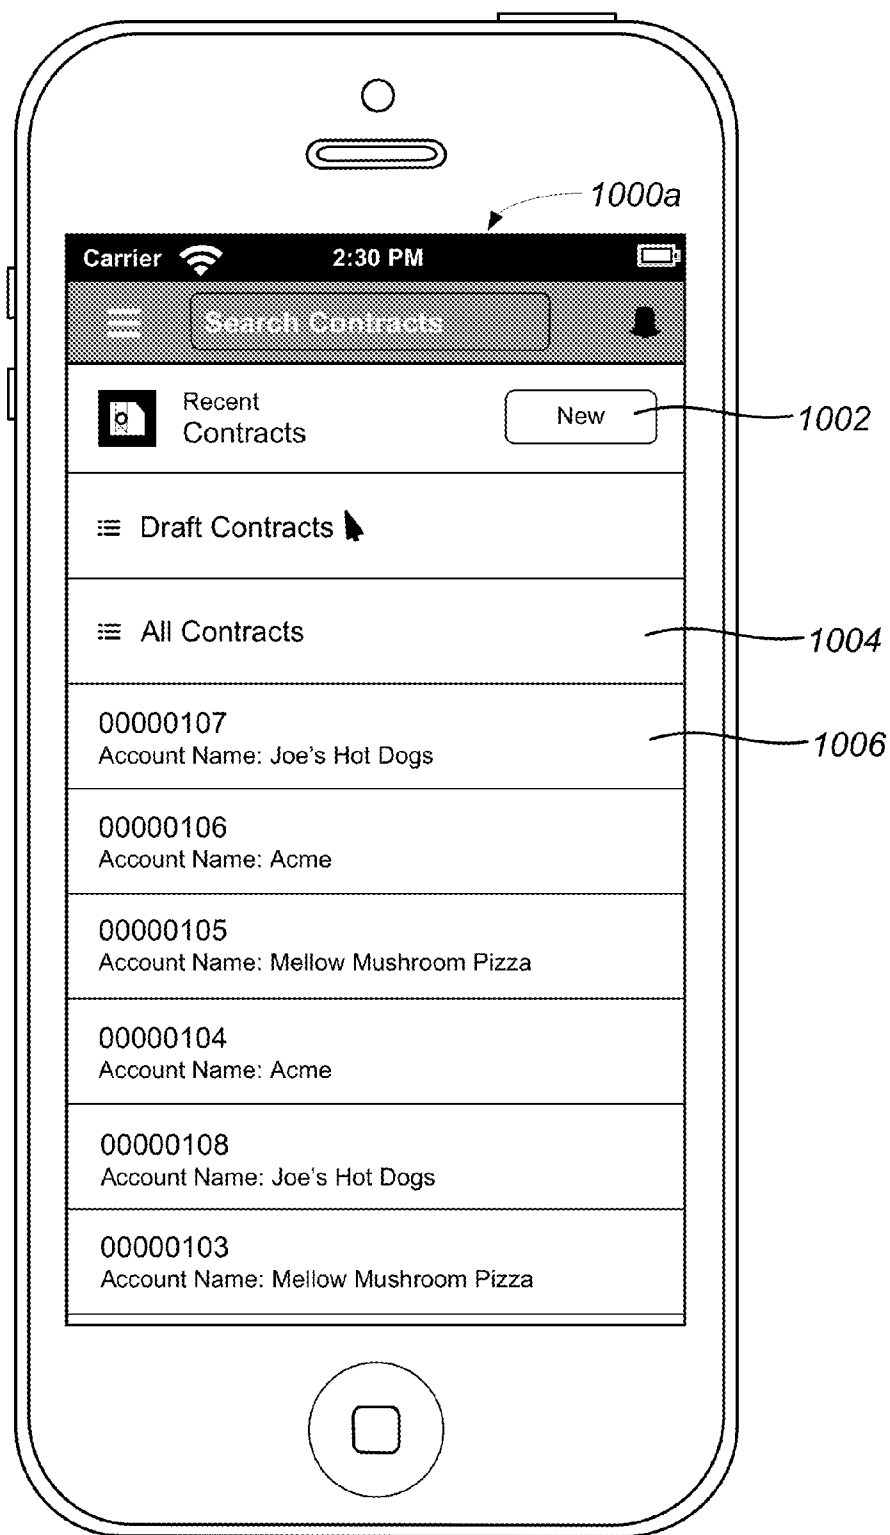 1000a
Carrier 2:30 PM
Search Contracts
Recent
Contracts
New
1002
Draft Contracts
All Contracts
1004
00000107
Account Name: Joe's Hot Dogs
1006
00000106
Account Name: Acme
00000105
Account Name: Mellow Mushroom Pizza
00000104
Account Name: Acme
00000108
Account Name: Joe's Hot Dogs
00000103
Account Name: Mellow Mushroom Pizza